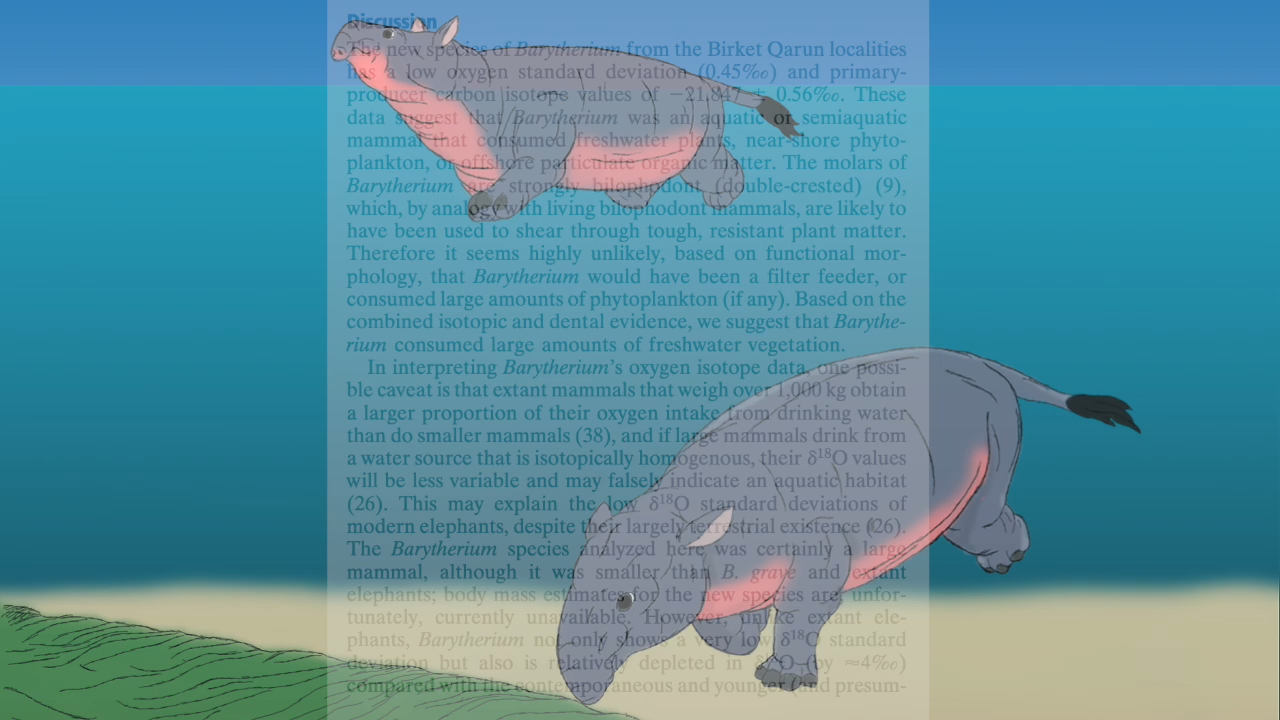 Discussion
The new species of Barytherium from the Birket Qarun localities
has a low oxygen standard deviation (0.45‰) and primary-
producer carbon isotope values of −21.847 ± 0.56‰. These
data suggest that Barytherium was an aquatic or semiaquatic
mammal that consumed freshwater plants, near-shore phyto-
plankton, or offshore particulate organic matter. The molars of
Barytherium are strongly bilophodont (double-crested) (9),
which, by analogy with living bilophodont mammals, are likely to
have been used to shear through tough, resistant plant matter.
Therefore it seems highly unlikely, based on functional mor-
phology, that Barytherium would have been a filter feeder, or
consumed large amounts of phytoplankton (if any). Based on the
combined isotopic and dental evidence, we suggest that Barythe-
rium consumed large amounts of freshwater vegetation.
In interpreting Barytherium's oxygen isotope data, one possi-
ble caveat is that extant mammals that weigh over 1,000 kg obtain
a larger proportion of their oxygen intake from drinking water
than do smaller mammals (38), and if large mammals drink from
a water source that is isotopically homogenous, their δ¹⁸O values
will be less variable and may falsely indicate an aquatic habitat
(26). This may explain the low δ¹⁸O standard deviations of
modern elephants, despite their largely terrestrial existence (26).
The Barytherium species analyzed here was certainly a large
mammal, although it was smaller than B. grave and extant
elephants; body mass estimates for the new species are, unfor-
tunately, currently unavailable. However, unlike extant ele-
phants, Barytherium not only shows a very low δ¹⁸O standard
deviation but also is relatively depleted in δ¹⁸O (by ≈4‰)
compared with the contemporaneous and younger (and presum-